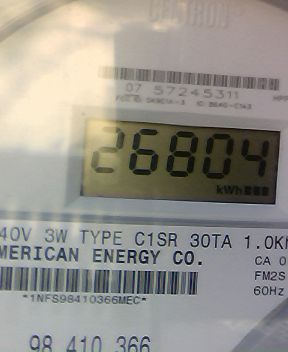 CENTRON®
07 57245311
26804
kWh
40V 3W TYPE C1SR 30TA 1.0K
MERICAN ENERGY CO.
CA 0
FM2S
60Hz
*1NFS98410366MEC*
98 410 366